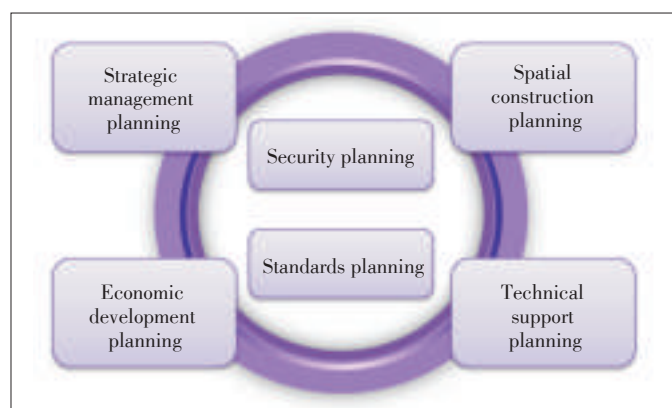 Strategic
management
planning
Spatial
construction
planning
Security planning
Standards planning
Economic
development
planning
Technical
support
planning